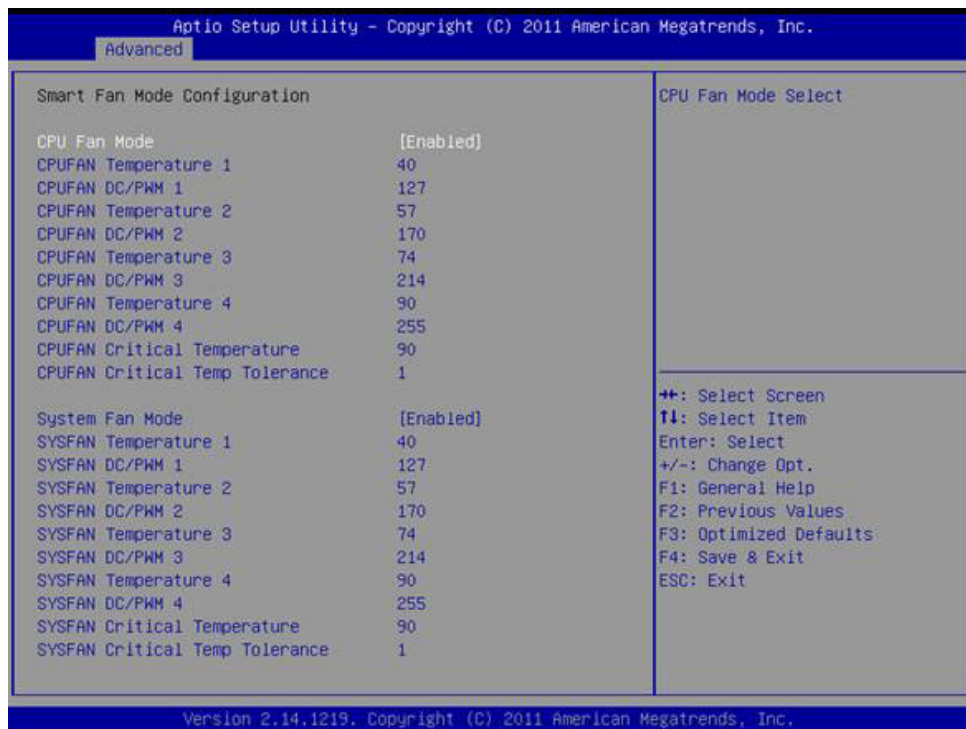 Aptio Setup Utility – Copyright (C) 2011 American Megatrends, Inc.
Advanced
Smart Fan Mode Configuration
CPU Fan Mode [Enabled]
CPUFAN Temperature 1 40
CPUFAN DC/PWM 1 127
CPUFAN Temperature 2 57
CPUFAN DC/PWM 2 170
CPUFAN Temperature 3 74
CPUFAN DC/PWM 3 214
CPUFAN Temperature 4 90
CPUFAN DC/PWM 4 255
CPUFAN Critical Temperature 90
CPUFAN Critical Temp Tolerance 1
System Fan Mode [Enabled]
SYSFAN Temperature 1 40
SYSFAN DC/PWM 1 127
SYSFAN Temperature 2 57
SYSFAN DC/PWM 2 170
SYSFAN Temperature 3 74
SYSFAN DC/PWM 3 214
SYSFAN Temperature 4 90
SYSFAN DC/PWM 4 255
SYSFAN Critical Temperature 90
SYSFAN Critical Temp Tolerance 1
CPU Fan Mode Select
→←: Select Screen
↑↓: Select Item
Enter: Select
+/-: Change Opt.
F1: General Help
F2: Previous Values
F3: Optimized Defaults
F4: Save & Exit
ESC: Exit
Version 2.14.1219. Copyright (C) 2011 American Megatrends, Inc.